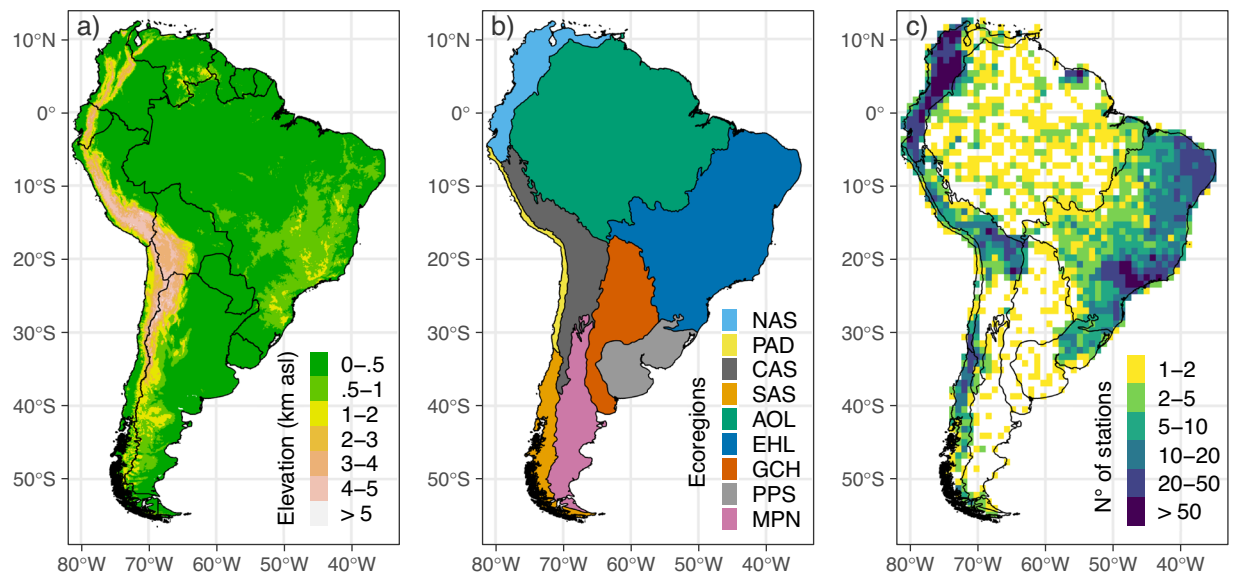 a)
10°N
0°
10°S
20°S
30°S
40°S
50°S
80°W 70°W 60°W 50°W 40°W
Elevation (km asl)
0–.5
.5–1
1–2
2–3
3–4
4–5
> 5
b)
10°N
0°
10°S
20°S
30°S
40°S
50°S
80°W 70°W 60°W 50°W 40°W
Ecoregions
NAS
PAD
CAS
SAS
AOL
EHL
GCH
PPS
MPN
c)
10°N
0°
10°S
20°S
30°S
40°S
50°S
80°W 70°W 60°W 50°W 40°W
N° of stations
1–2
2–5
5–10
10–20
20–50
> 50